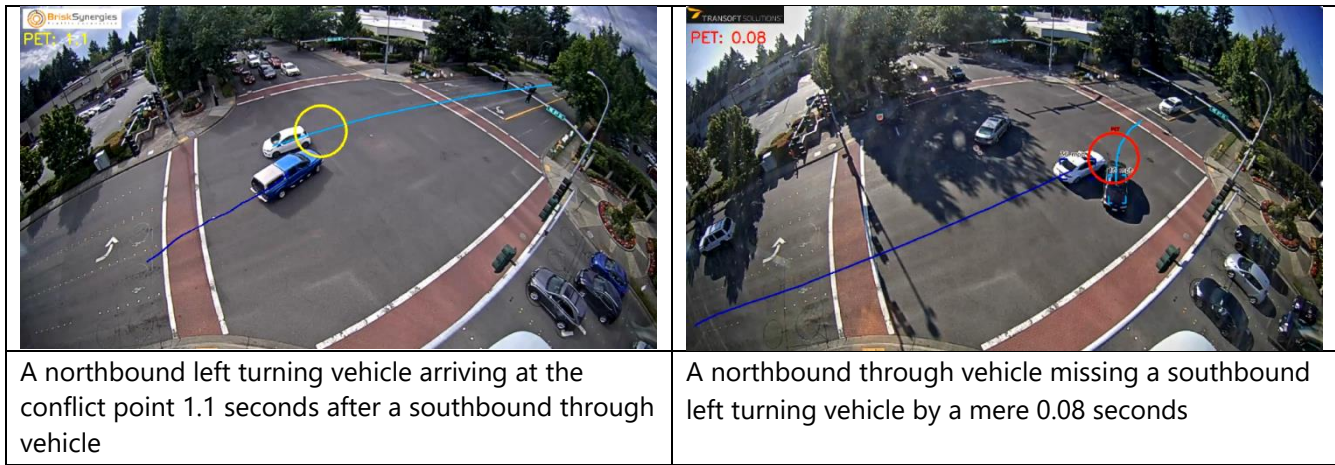 BriskSynergies
PET: 1.1
TRANSOFT SOLUTIONS
PET: 0.08
A northbound left turning vehicle arriving at the
conflict point 1.1 seconds after a southbound through
vehicle
A northbound through vehicle missing a southbound
left turning vehicle by a mere 0.08 seconds